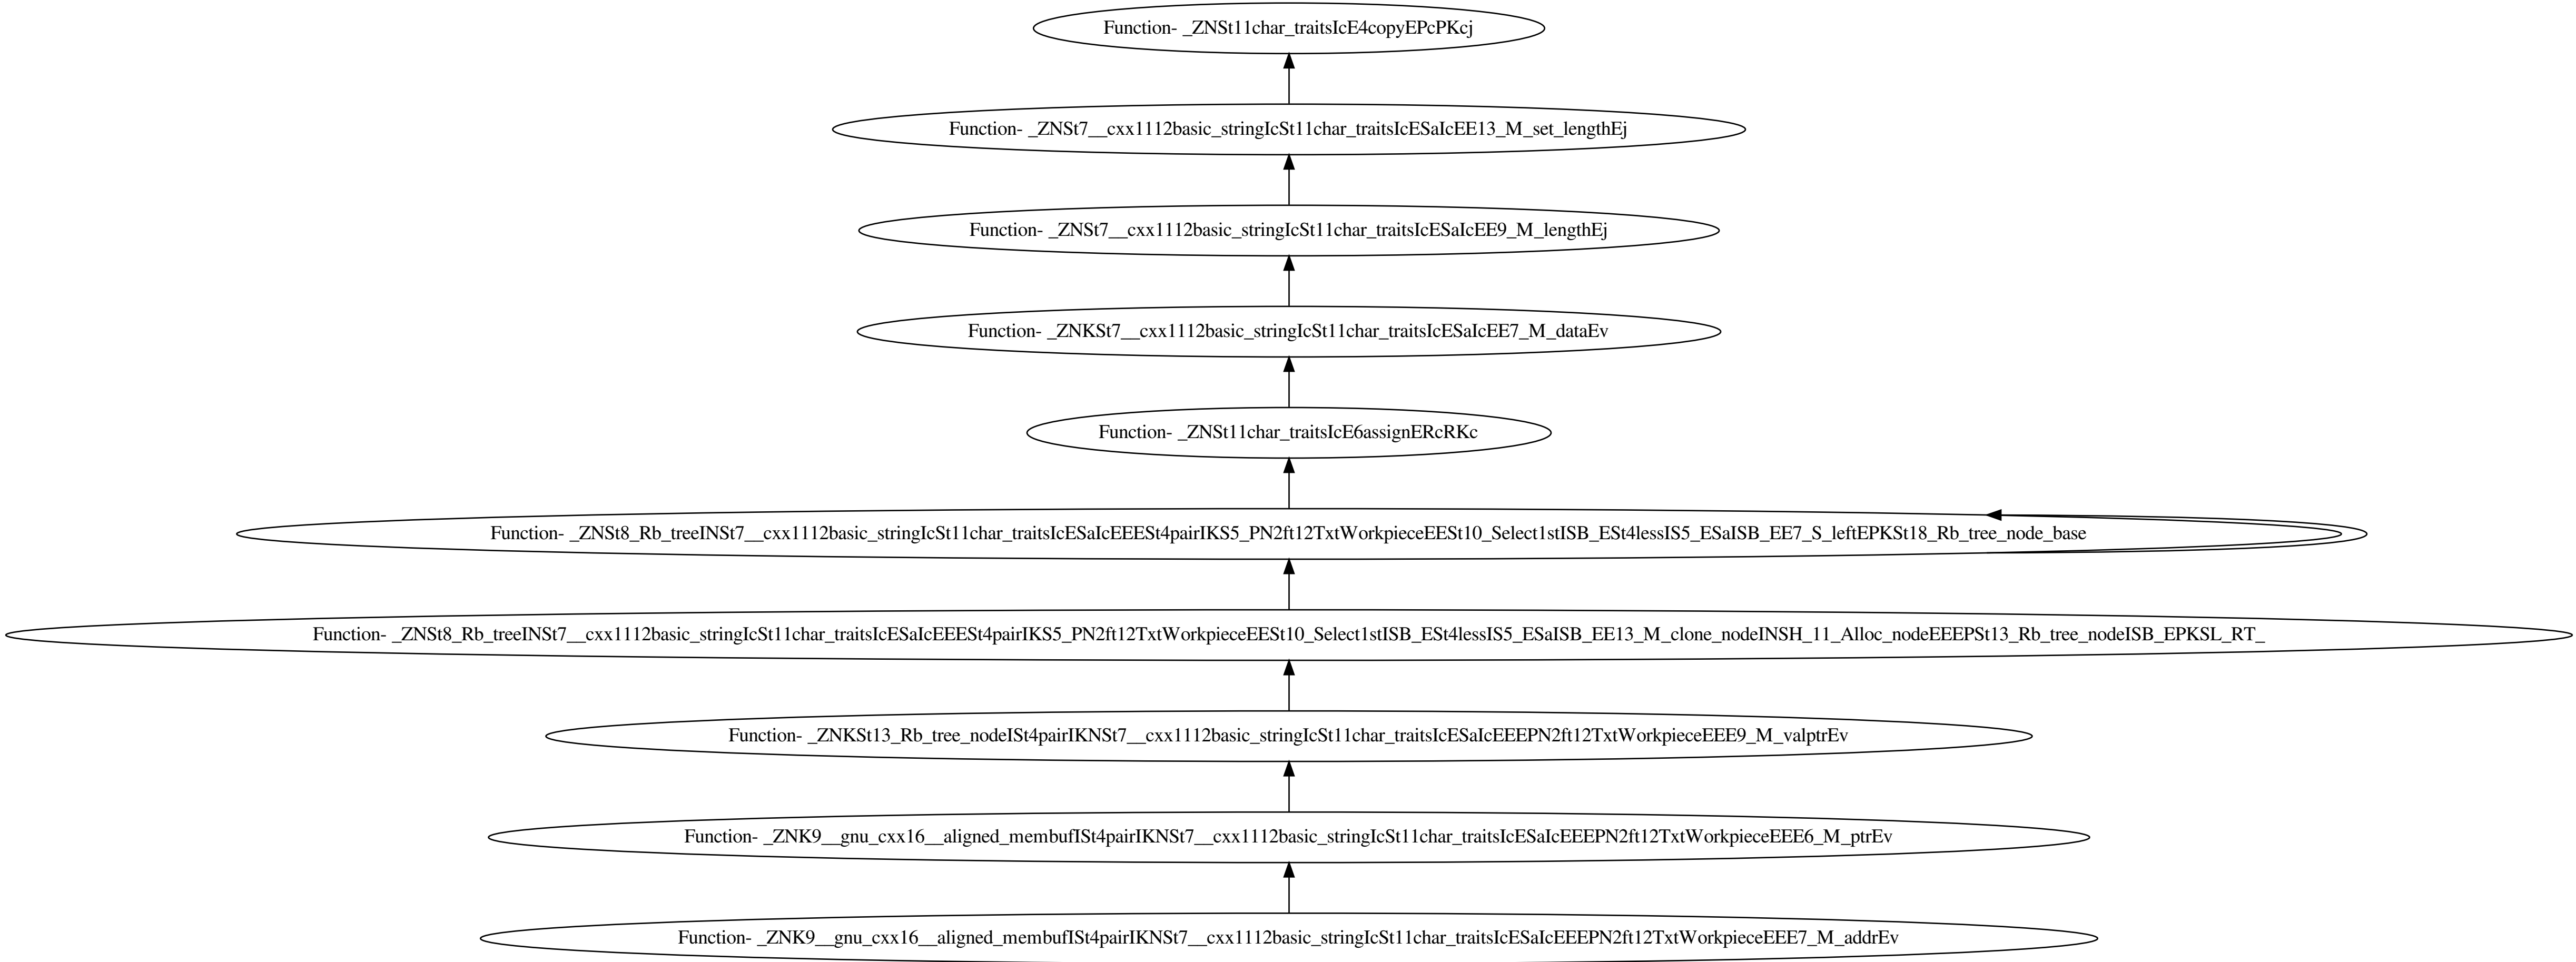 Function- _ZNSt11char_traitsIcE4copyEPcPKcj
Function- _ZNSt7__cxx1112basic_stringIcSt11char_traitsIcESaIcEE13_M_set_lengthEj
Function- _ZNSt7__cxx1112basic_stringIcSt11char_traitsIcESaIcEE9_M_lengthEj
Function- _ZNKSt7__cxx1112basic_stringIcSt11char_traitsIcESaIcEE7_M_dataEv
Function- _ZNSt11char_traitsIcE6assignERcRKc
Function- _ZNSt8_Rb_treeINSt7__cxx1112basic_stringIcSt11char_traitsIcESaIcEEESt4pairIKS5_PN2ft12TxtWorkpieceEESt10_Select1stISB_ESt4lessIS5_ESaISB_EE7_S_leftEPKSt18_Rb_tree_node_base
Function- _ZNSt8_Rb_treeINSt7__cxx1112basic_stringIcSt11char_traitsIcESaIcEEESt4pairIKS5_PN2ft12TxtWorkpieceEESt10_Select1stISB_ESt4lessIS5_ESaISB_EE13_M_clone_nodeINSH_11_Alloc_nodeEEEPSt13_Rb_tree_nodeISB_EPKSL_RT_
Function- _ZNKSt13_Rb_tree_nodeISt4pairIKNSt7__cxx1112basic_stringIcSt11char_traitsIcESaIcEEEPN2ft12TxtWorkpieceEEE9_M_valptrEv
Function- _ZNK9__gnu_cxx16__aligned_membufISt4pairIKNSt7__cxx1112basic_stringIcSt11char_traitsIcESaIcEEEPN2ft12TxtWorkpieceEEE6_M_ptrEv
Function- _ZNK9__gnu_cxx16__aligned_membufISt4pairIKNSt7__cxx1112basic_stringIcSt11char_traitsIcESaIcEEEPN2ft12TxtWorkpieceEEE7_M_addrEv